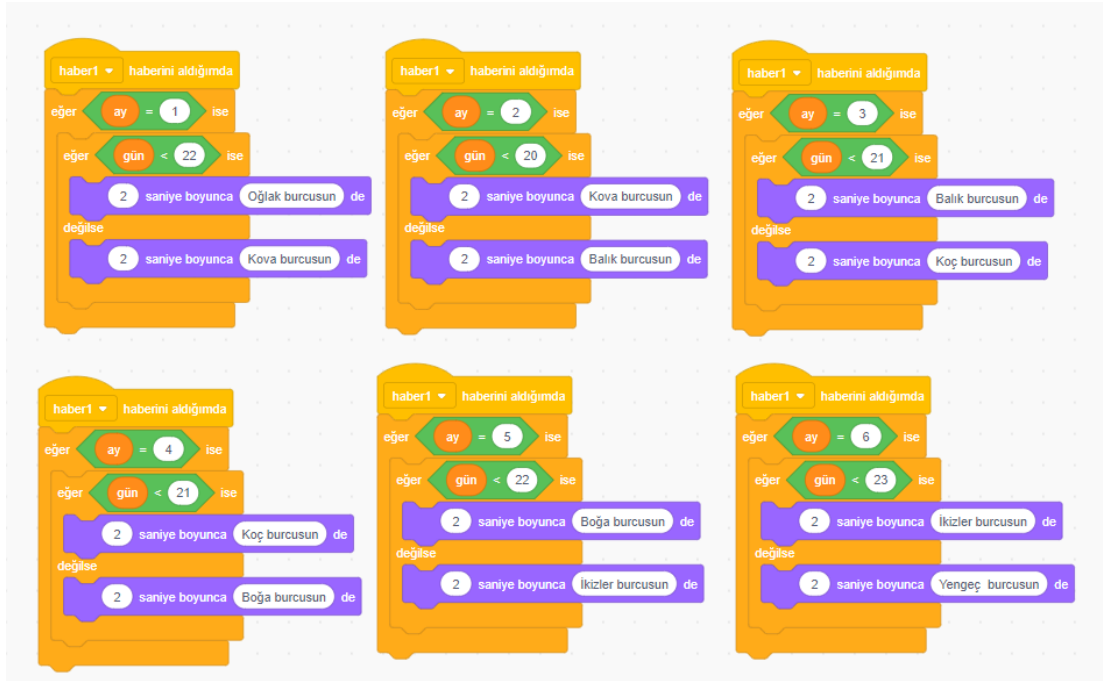 haber1 haberini aldığımda
eğer ay = 1 ise
eğer gün < 22 ise
2 saniye boyunca Oğlak burcusun de
değilse
2 saniye boyunca Kova burcusun de
haber1 haberini aldığımda
eğer ay = 2 ise
eğer gün < 20 ise
2 saniye boyunca Kova burcusun de
değilse
2 saniye boyunca Balık burcusun de
haber1 haberini aldığımda
eğer ay = 3 ise
eğer gün < 21 ise
2 saniye boyunca Balık burcusun de
değilse
2 saniye boyunca Koç burcusun de
haber1 haberini aldığımda
eğer ay = 4 ise
eğer gün < 21 ise
2 saniye boyunca Koç burcusun de
değilse
2 saniye boyunca Boğa burcusun de
haber1 haberini aldığımda
eğer ay = 5 ise
eğer gün < 22 ise
2 saniye boyunca Boğa burcusun de
değilse
2 saniye boyunca İkizler burcusun de
haber1 haberini aldığımda
eğer ay = 6 ise
eğer gün < 23 ise
2 saniye boyunca İkizler burcusun de
değilse
2 saniye boyunca Yengeç burcusun de